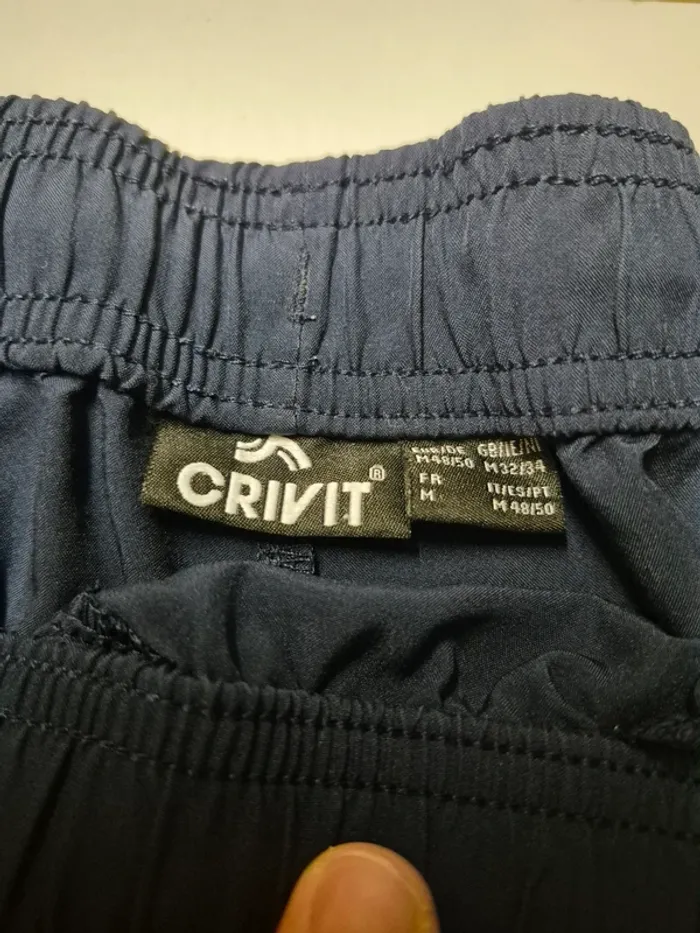 CRIVIT®
EUR/DE
M 48/50
GB/IE/NI
M 32/34
FR
M
IT/ES/PT
M 48/50